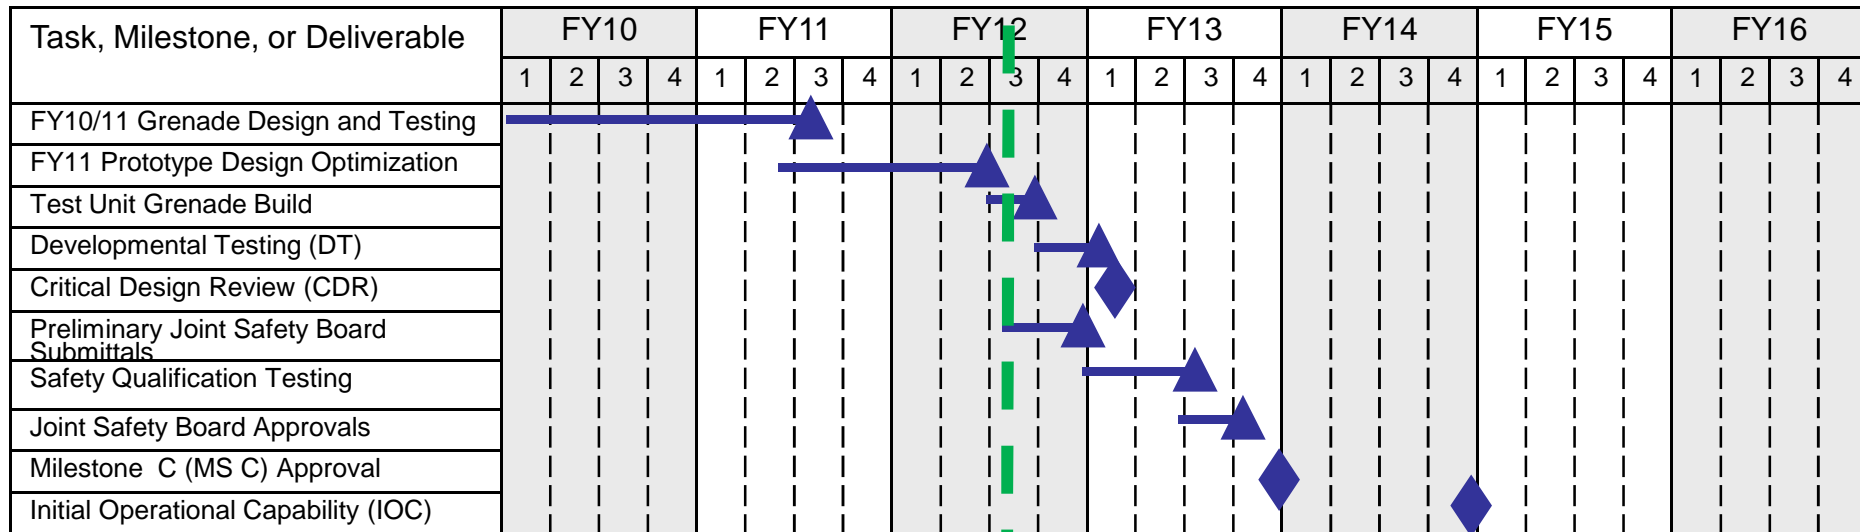 Task, Milestone, or Deliverable FY10 FY11 FY12 FY13 FY14 FY15 FY16
1 2 3 4 1 2 3 4 1 2 3 4 1 2 3 4 1 2 3 4 1 2 3 4 1 2 3 4
FY10/11 Grenade Design and Testing
FY11 Prototype Design Optimization
Test Unit Grenade Build
Developmental Testing (DT)
Critical Design Review (CDR)
Preliminary Joint Safety Board
Submittals
Safety Qualification Testing
Joint Safety Board Approvals
Milestone C (MS C) Approval
Initial Operational Capability (IOC)